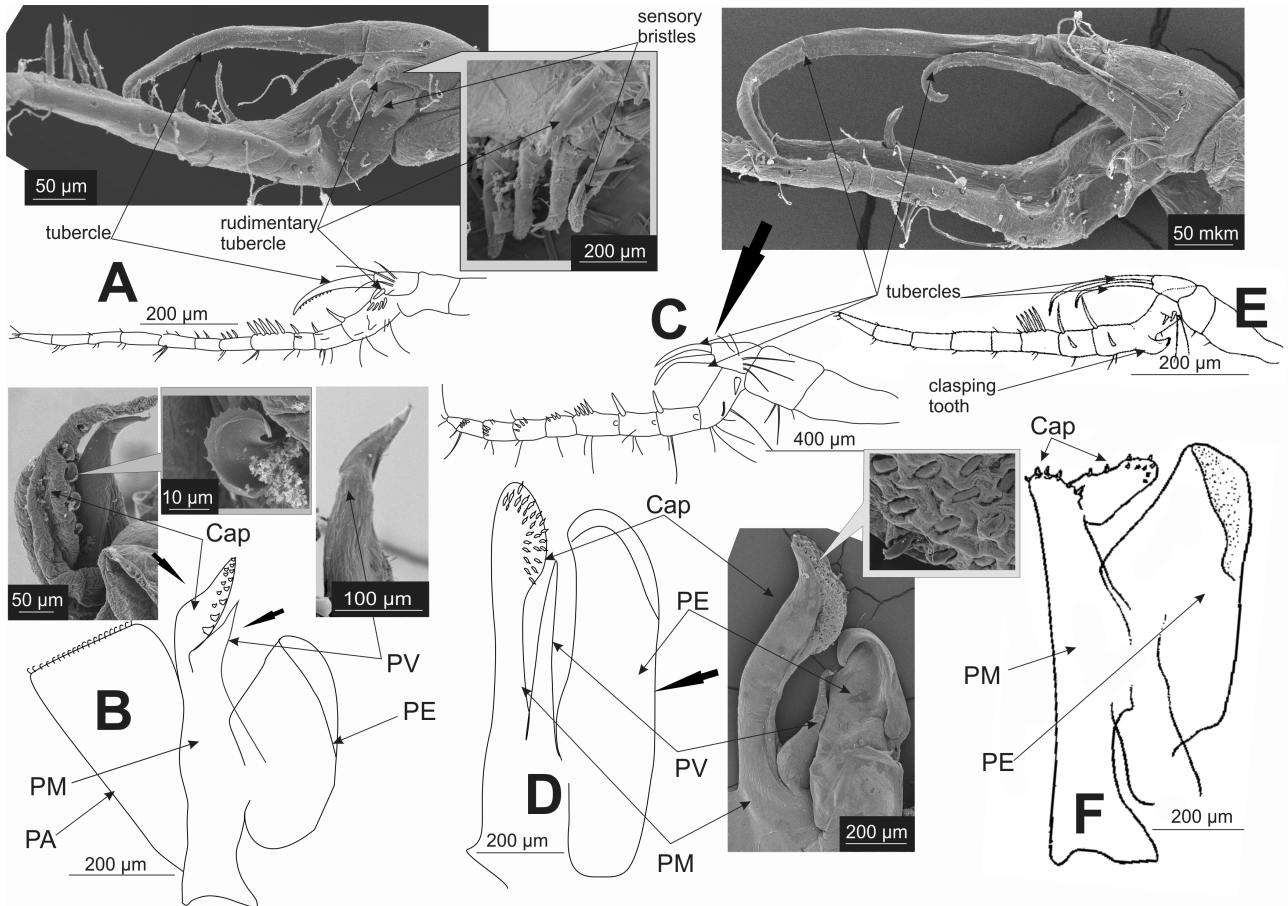 sensory
bristles
50 µm
tubercle
rudimentary
tubercle
200 µm
50 mkm
A
200 µm
C
tubercles
E
200 µm
clasping
tooth
400 µm
10 µm
Cap
50 µm
100 µm
Cap
Cap
B
PV
PE
PM
PA
200 µm
PE
D
PV
PM
200 µm
200 µm
PM
PE
F
200 µm